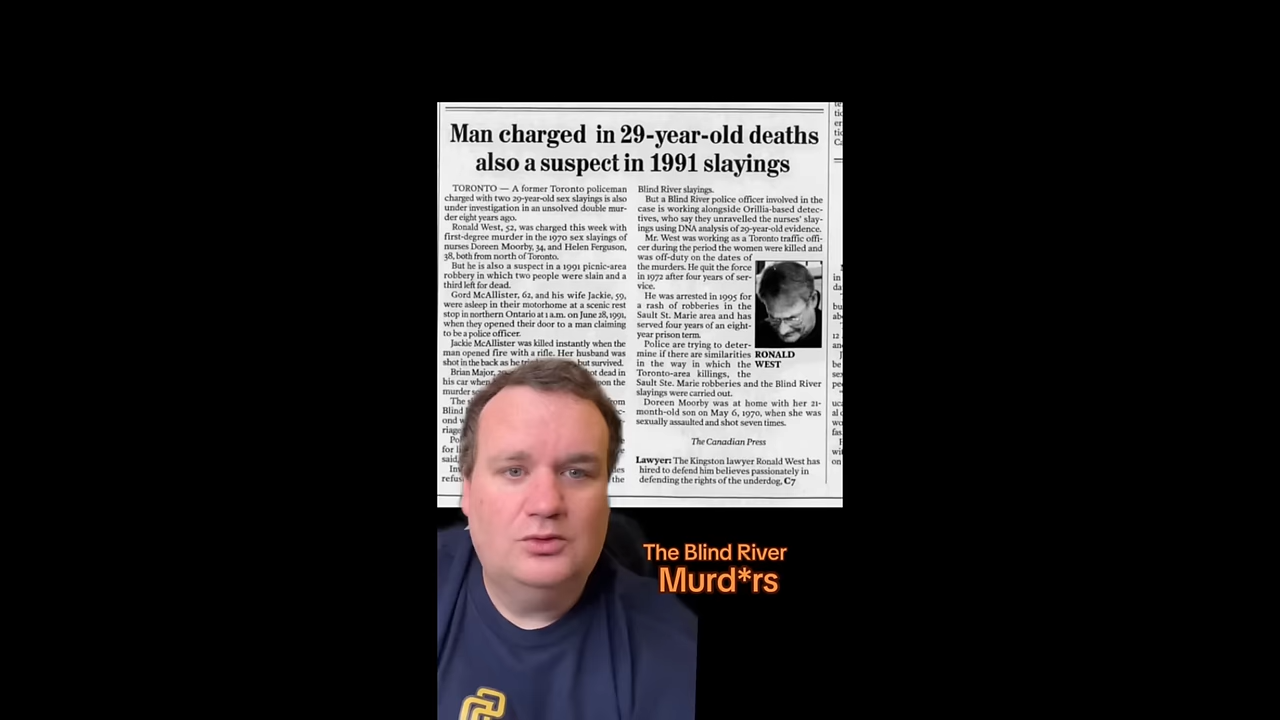 Man charged in 29-year-old deaths
also a suspect in 1991 slayings
TORONTO — A former Toronto policeman
charged with two 29-year-old sex slayings is also
under investigation in an unsolved double mur-
der eight years ago.
Ronald West, 52, was charged this week with
first-degree murder in the 1970 sex slayings of
nurses Doreen Moorby, 34, and Helen Ferguson,
38, both from north of Toronto.
But he is also a suspect in a 1991 picnic-area
robbery in which two people were slain and a
third left for dead.
Gord McAllister, 62, and his wife Jackie, 59,
were asleep in their motorhome at a scenic rest
stop in northern Ontario at 1 a.m. on June 28, 1991,
when they opened their door to a man claiming
to be a police officer.
Jackie McAllister was killed instantly when the
man opened fire with a rifle. Her husband was
shot in the back as he but survived.
Brian Major, dead in
his car when upon the
murder
The
Blind
ond
Po
for
said,
In
refus the
Blind River slayings.
But a Blind River police officer involved in the
case is working alongside Orillia-based detec-
tives, who say they unravelled the nurses' slay-
ings using DNA analysis of 29-year-old evidence.
Mr. West was working as a Toronto traffic offi-
cer during the period the women were killed and
was off-duty on the dates of
the murders. He quit the force
in 1972 after four years of ser-
vice.
He was arrested in 1995 for
a rash of robberies in the
Sault St. Marie area and has
served four years of an eight-
year prison term.
Police are trying to deter-
mine if there are similarities
in the way in which the
Toronto-area killings, the
Sault Ste. Marie robberies and the Blind River
slayings were carried out.
Doreen Moorby was at home with her 21-
month-old son on May 6, 1970, when she was
sexually assaulted and shot seven times.
The Canadian Press
Lawyer: The Kingston lawyer Ronald West has
hired to defend him believes passionately in
defending the rights of the underdog, C7
RONALD
WEST
The Blind River
Murd*rs